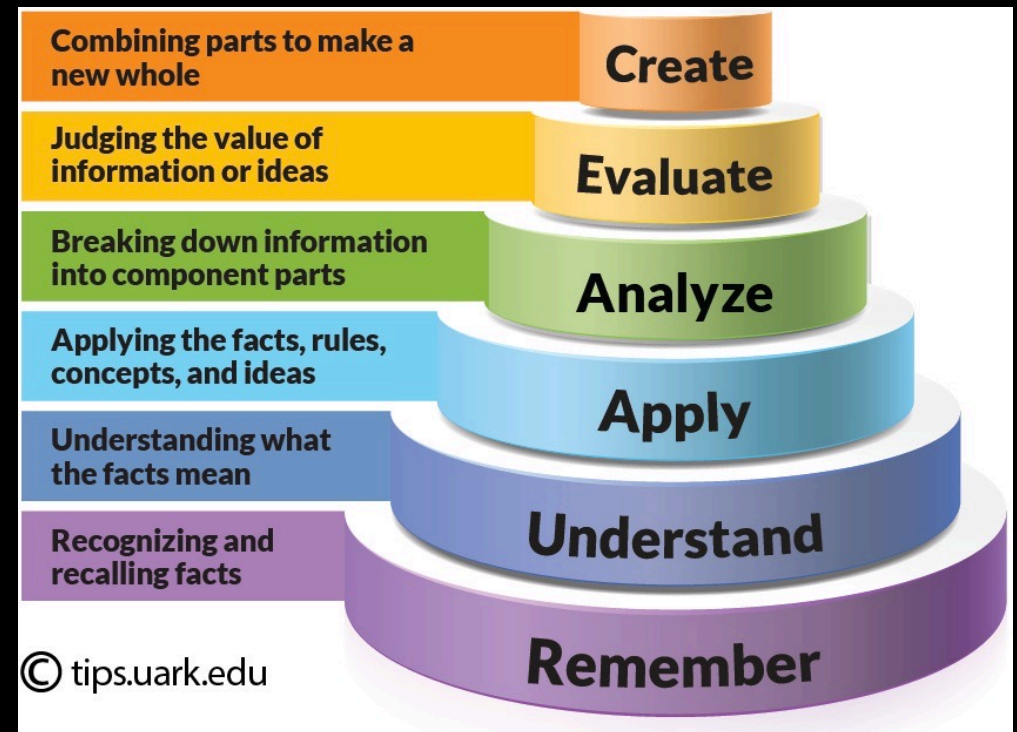 Combining parts to make a
new whole
Create
Judging the value of
information or ideas
Evaluate
Breaking down information
into component parts
Analyze
Applying the facts, rules,
concepts, and ideas
Apply
Understanding what
the facts mean
Understand
Recognizing and
recalling facts
Remember
© tips.uark.edu